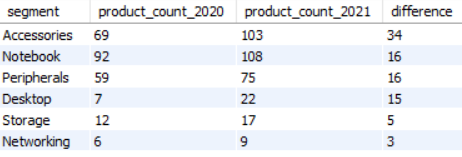 segment product_count_2020 product_count_2021 difference
Accessories 69 103 34
Notebook 92 108 16
Peripherals 59 75 16
Desktop 7 22 15
Storage 12 17 5
Networking 6 9 3